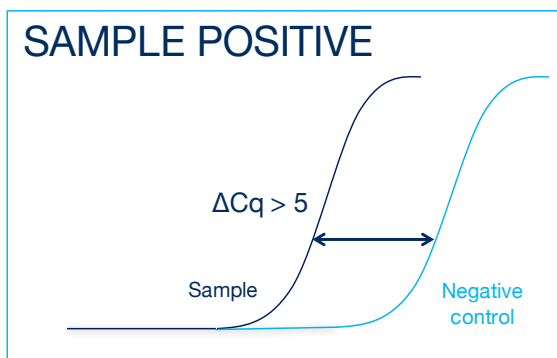 SAMPLE POSITIVE
ΔCq > 5
Sample
Negative
control